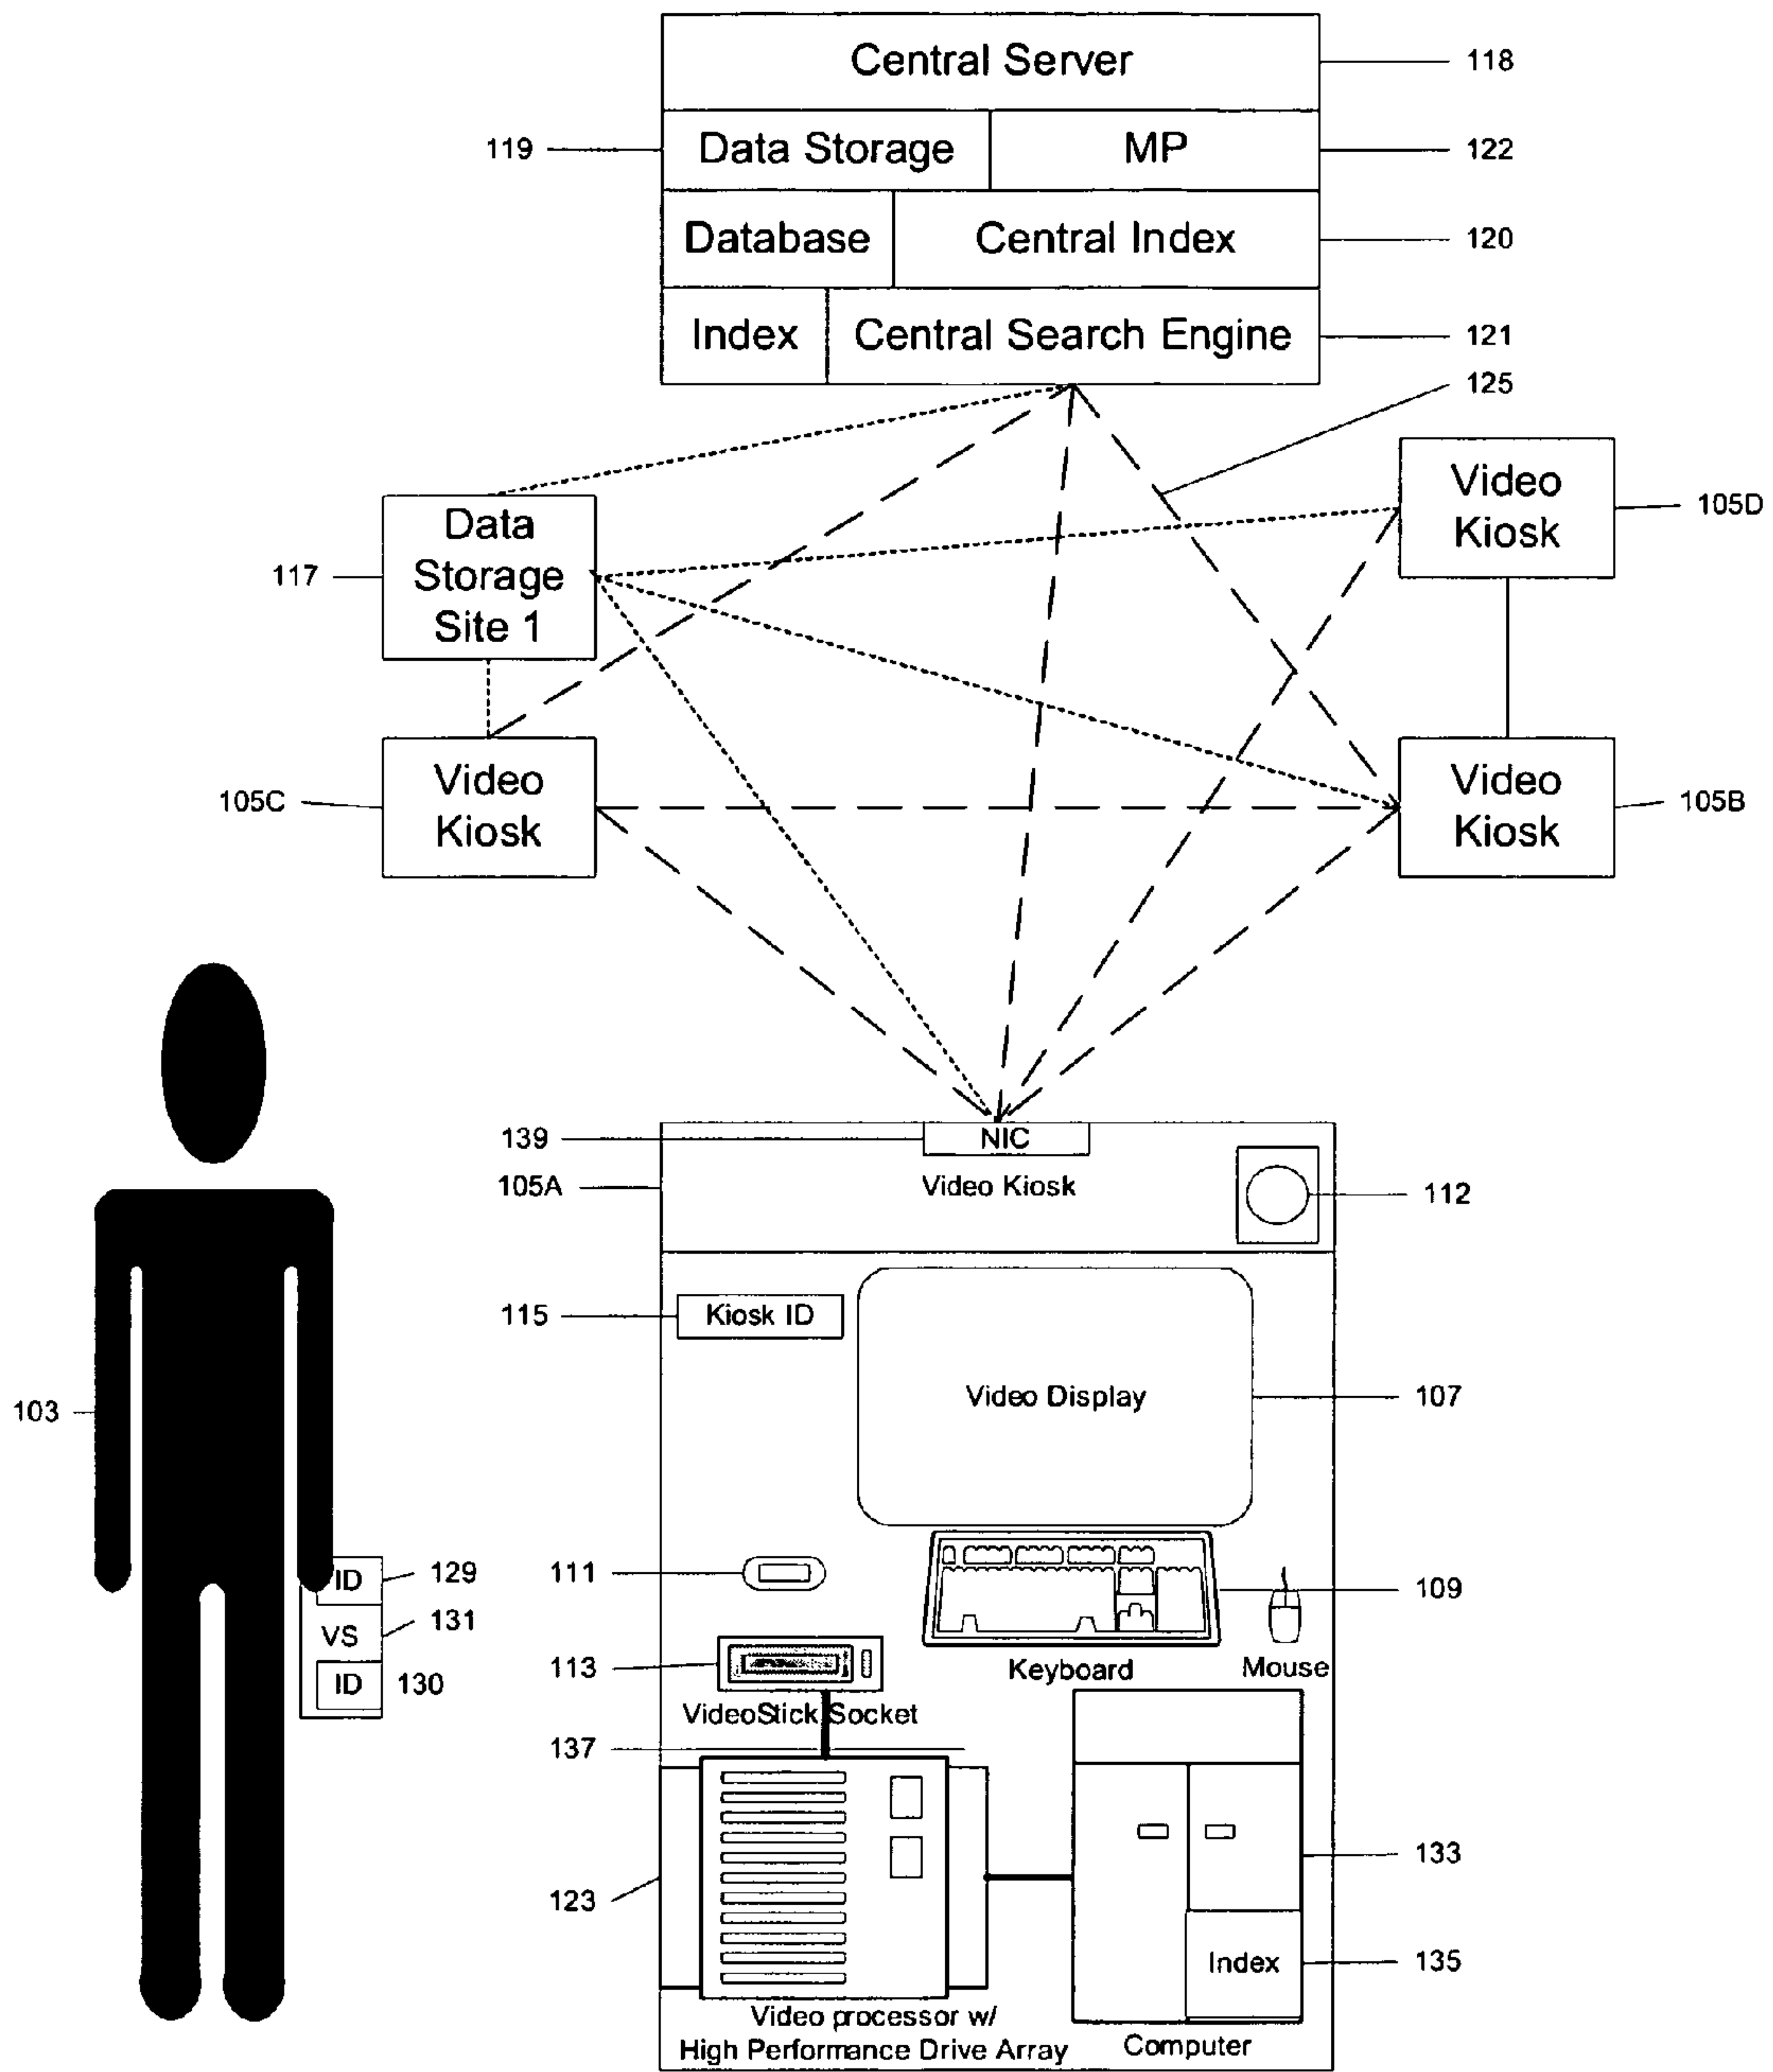 Central Server
118
119
Data Storage
MP
122
Database
Central Index
120
Index
Central Search Engine
121
125
Data
Storage
Site 1
117
Video
Kiosk
105D
105C
Video
Kiosk
Video
Kiosk
105B
139
NIC
105A
Video Kiosk
112
115
Kiosk ID
Video Display
107
103
ID
129
VS
131
ID
130
111
109
113
Keyboard
Mouse
VideoStick Socket
137
123
133
Index
135
Video processor w/
High Performance Drive Array
Computer